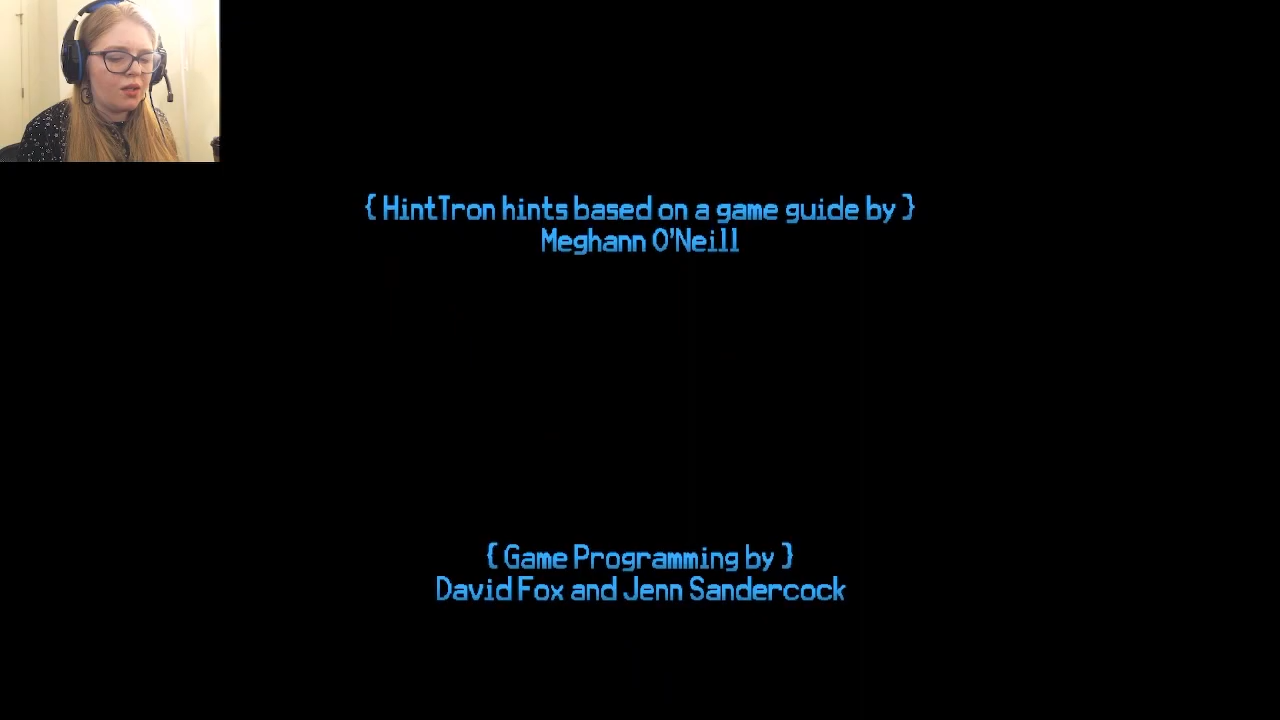 { HintTron hints based on a game guide by }
Meghann O'Neill
{ Game Programming by }
David Fox and Jenn Sandercock